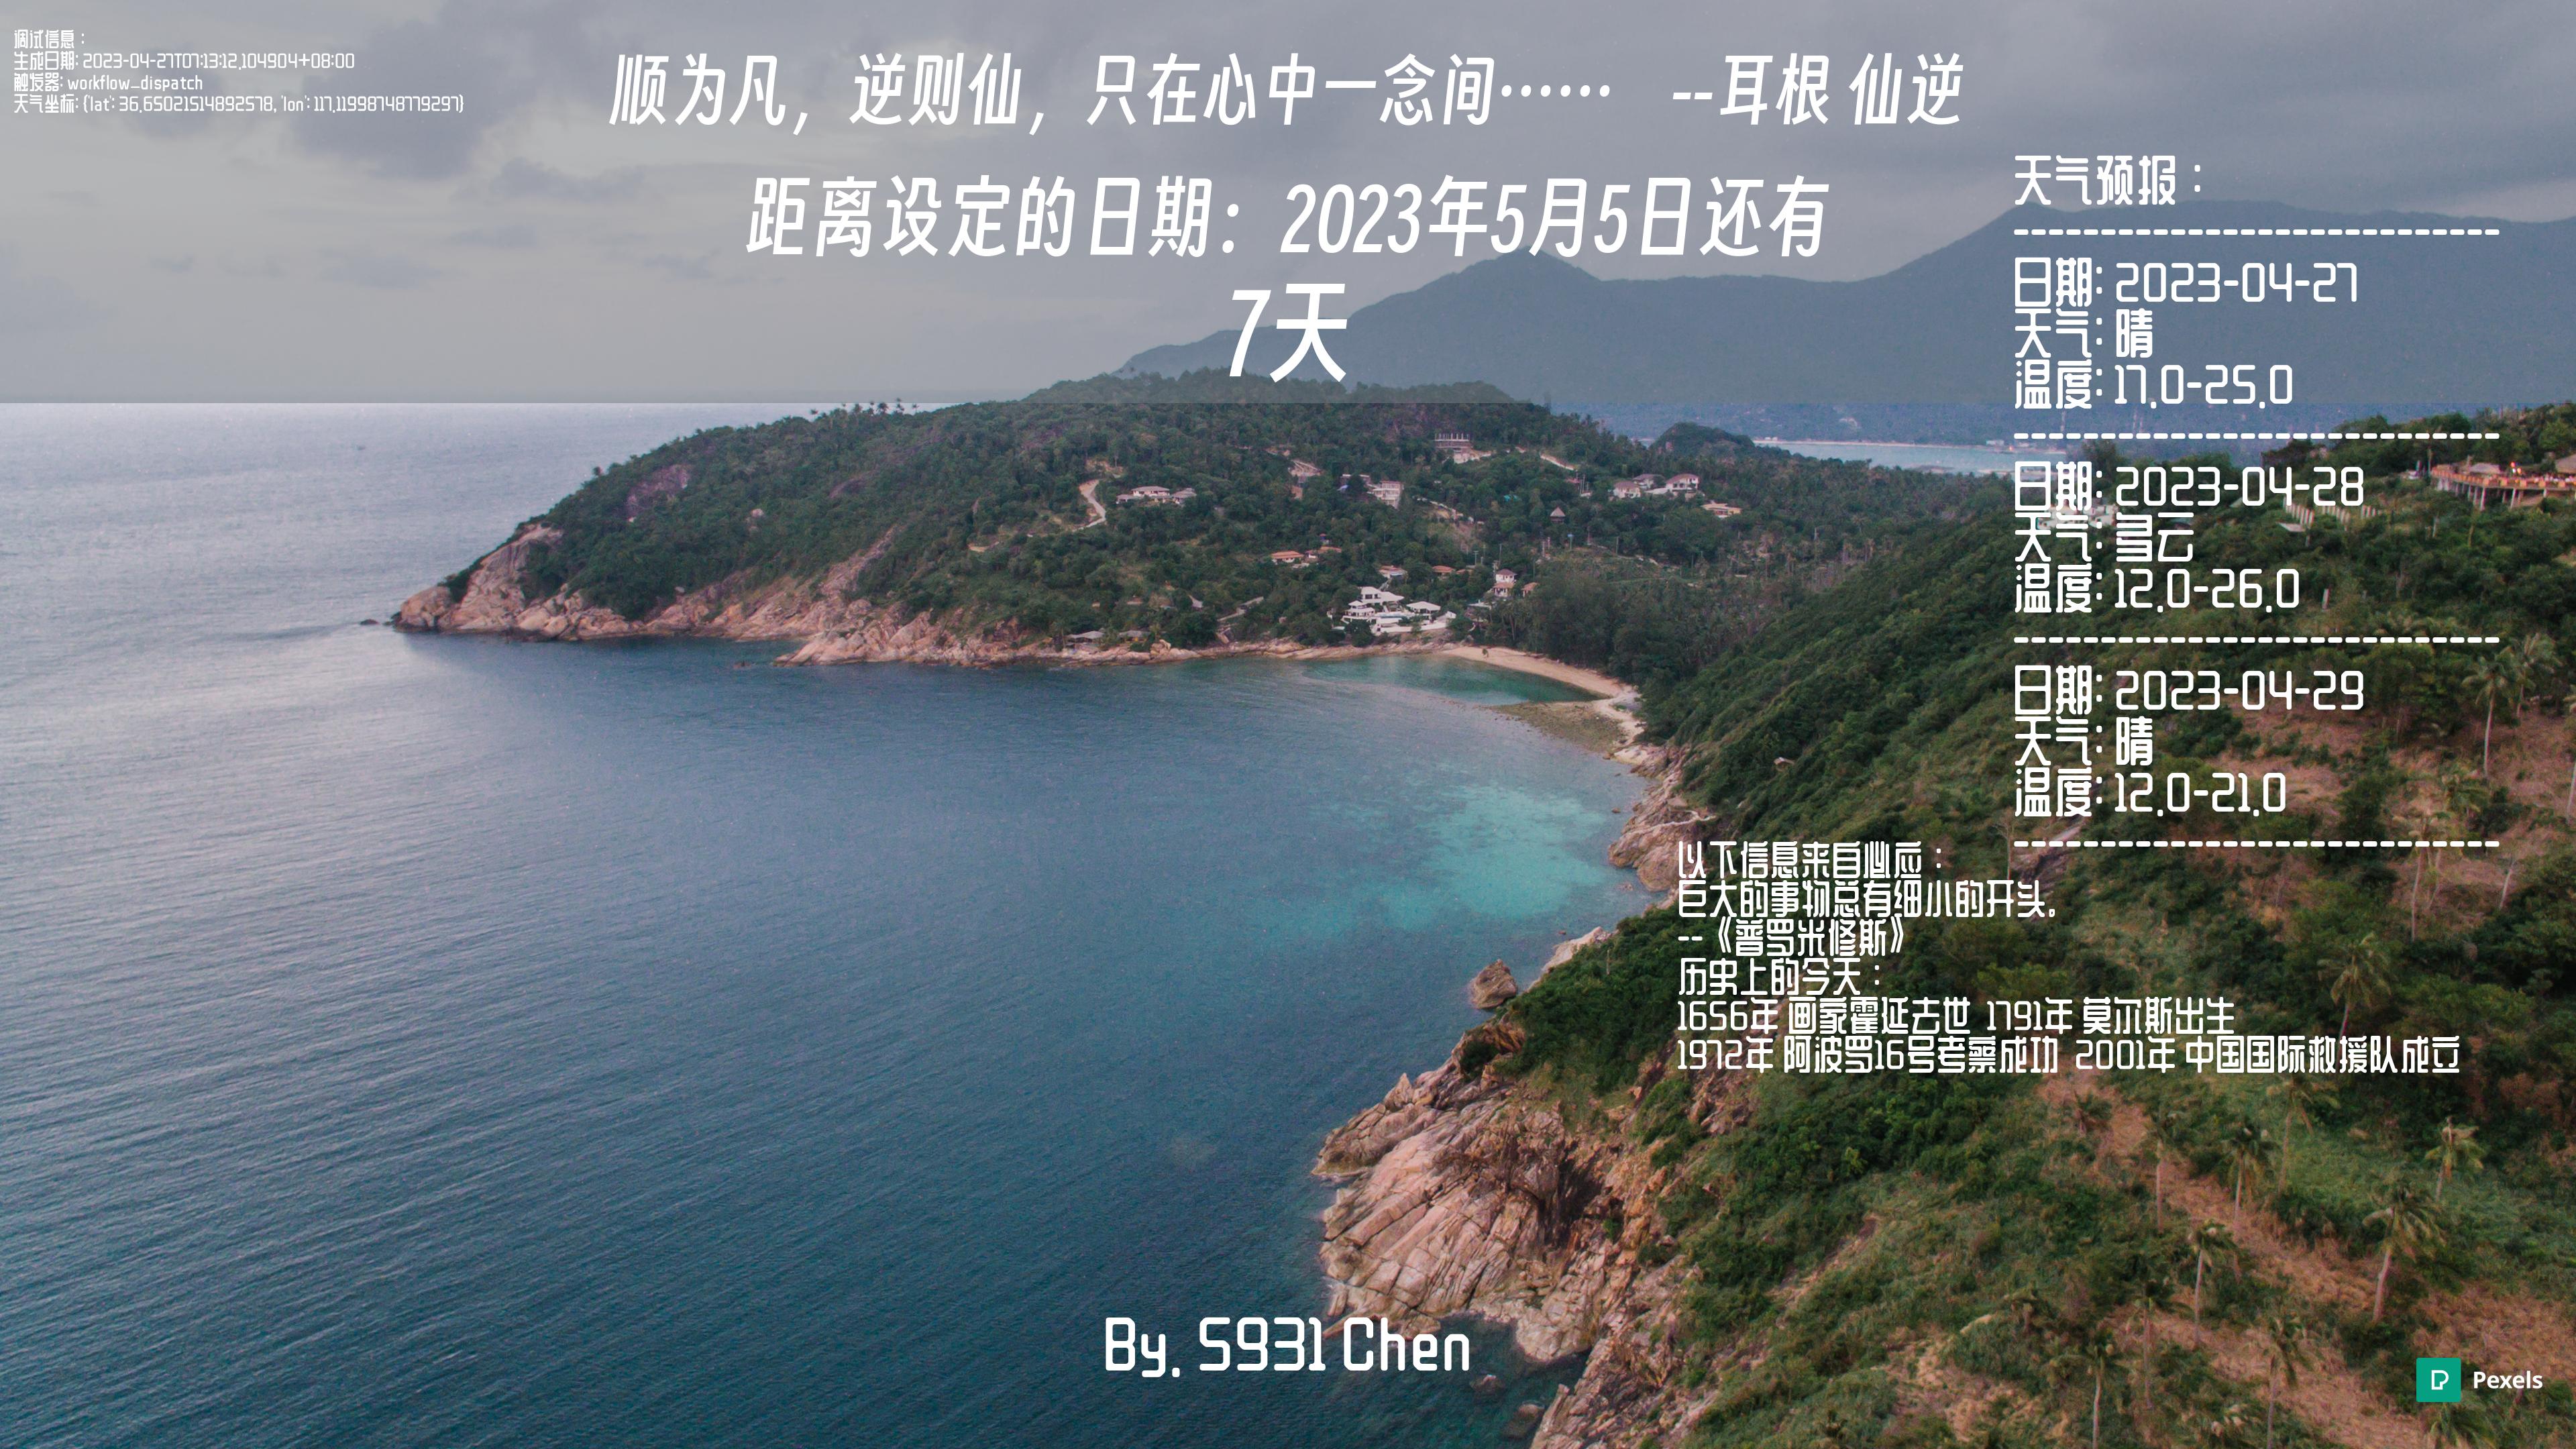 调试信息：
生成日期: 2023-04-27T07:13:12.104904+08:00
触发器: workflow_dispatch
天气坐标: {'lat': 36.65021514892578, 'lon': 117.11998748779297}
顺为凡，逆则仙，只在心中一念间…… --耳根 仙逆
距离设定的日期：2023年5月5日还有
7天
天气预报：
----------------------------
日期: 2023-04-27
天气: 晴
温度: 17.0-25.0
----------------------------
日期: 2023-04-28
天气: 多云
温度: 12.0-26.0
----------------------------
日期: 2023-04-29
天气: 晴
温度: 12.0-21.0
----------------------------
以下信息来自必应：
巨大的事物总有细小的开头。
--《普罗米修斯》
历史上的今天：
1656年 画家霍延去世 1791年 莫尔斯出生
1972年 阿波罗16号考察成功 2001年 中国国际救援队成立
By. 5931 Chen
Pexels